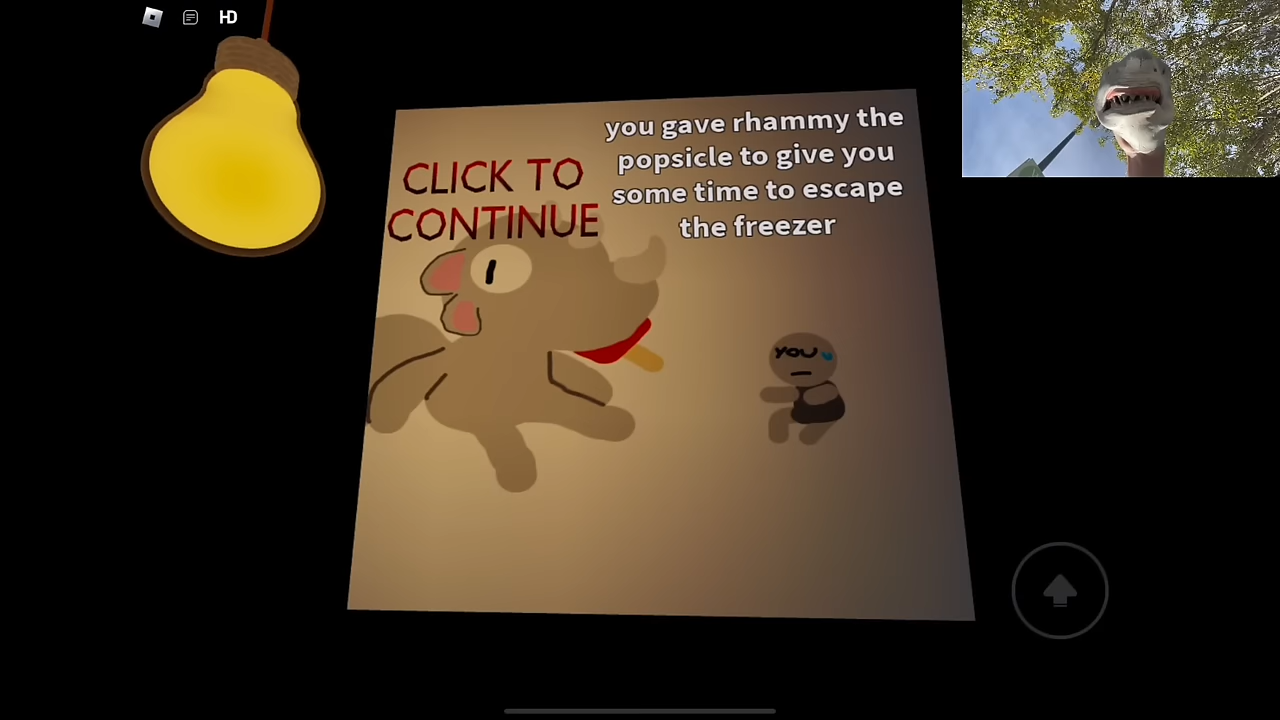 HD
CLICK TO
CONTINUE
you gave rhammy the
popsicle to give you
some time to escape
the freezer
YOU